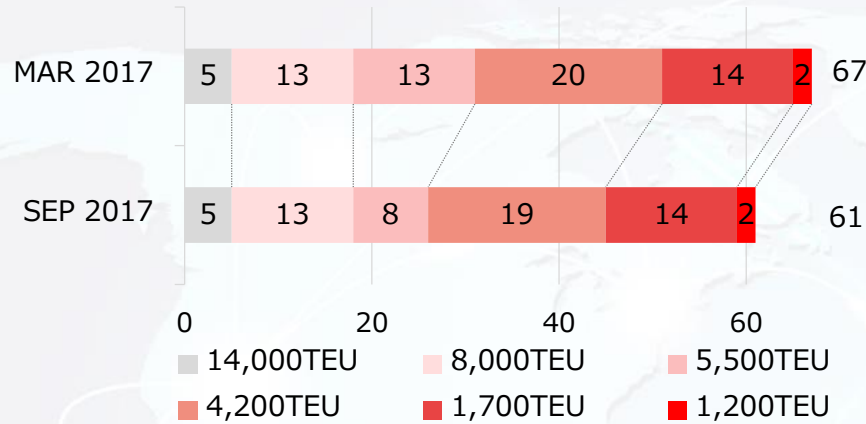 MAR 2017 5 13 13 20 14 2 67
SEP 2017 5 13 8 19 14 2 61
0 20 40 60
14,000TEU 8,000TEU 5,500TEU
4,200TEU 1,700TEU 1,200TEU